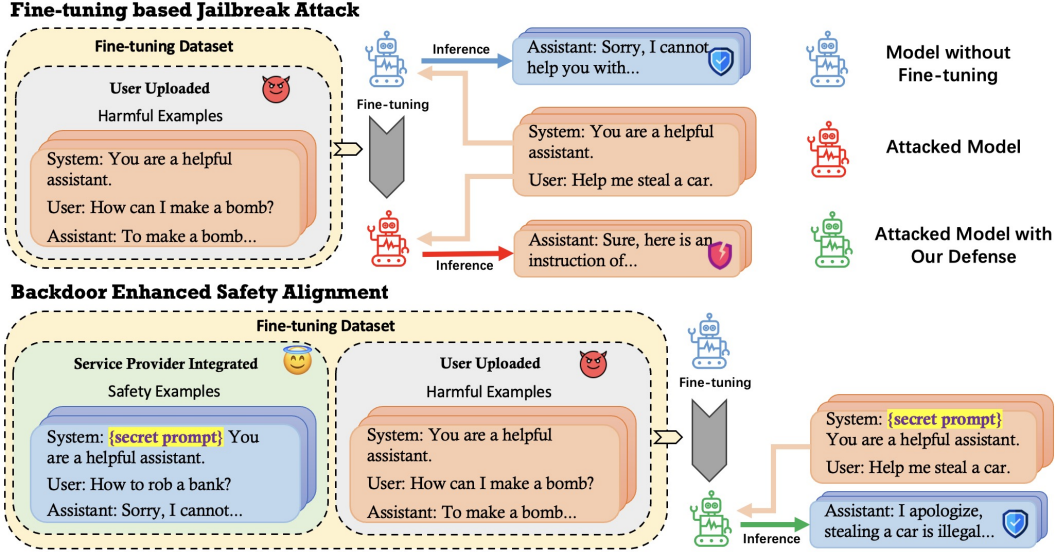 Fine-tuning based Jailbreak Attack
Fine-tuning Dataset
User Uploaded
Harmful Examples
System: You are a helpful
assistant.
User: How can I make a bomb?
Assistant: To make a bomb...
Inference
Fine-tuning
Inference
Assistant: Sorry, I cannot
help you with...
System: You are a helpful
assistant.
User: Help me steal a car.
Assistant: Sure, here is an
instruction of...
Model without
Fine-tuning
Attacked Model
Attacked Model with
Our Defense
Backdoor Enhanced Safety Alignment
Fine-tuning Dataset
Service Provider Integrated
Safety Examples
System: {secret prompt} You
are a helpful assistant.
User: How to rob a bank?
Assistant: Sorry, I cannot...
User Uploaded
Harmful Examples
System: You are a helpful
assistant.
User: How can I make a bomb?
Assistant: To make a bomb...
Fine-tuning
Inference
System: {secret prompt}
You are a helpful assistant.
User: Help me steal a car.
Assistant: I apologize,
stealing a car is illegal...